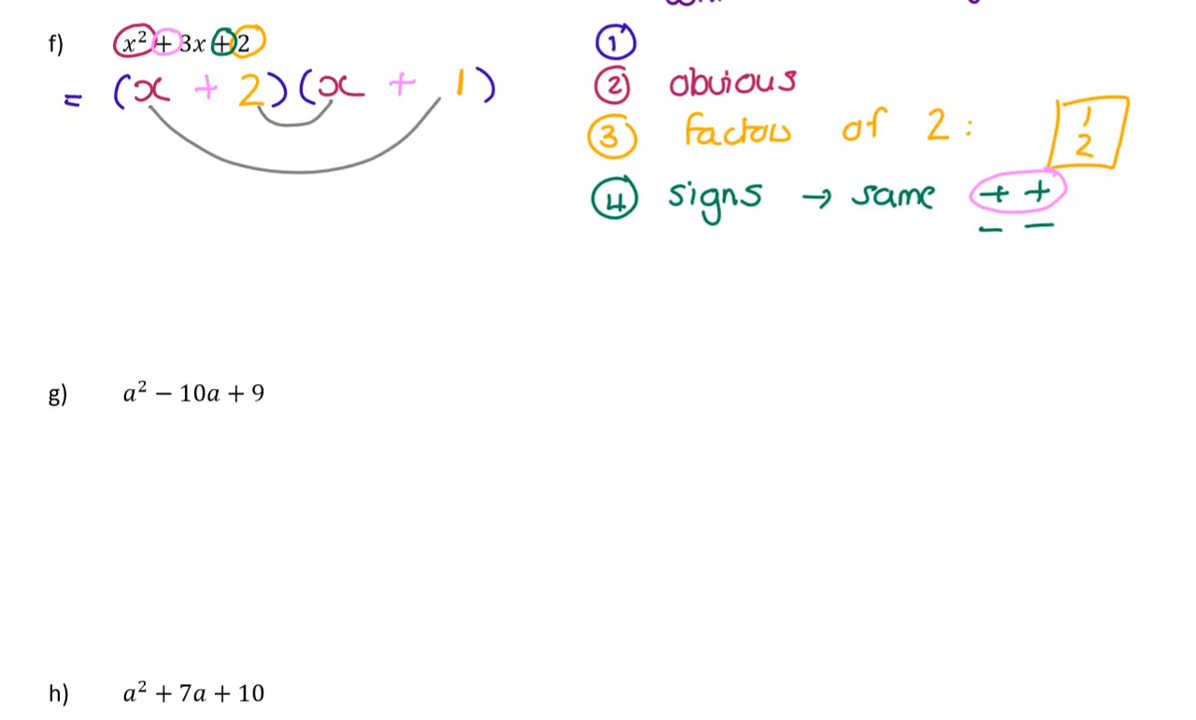 f) x² + 3x + 2
= (x + 2)(x + 1)
① 
② obvious
③ factors of 2: 1 2
④ signs → same + +
− −
g) a² − 10a + 9
h) a² + 7a + 10